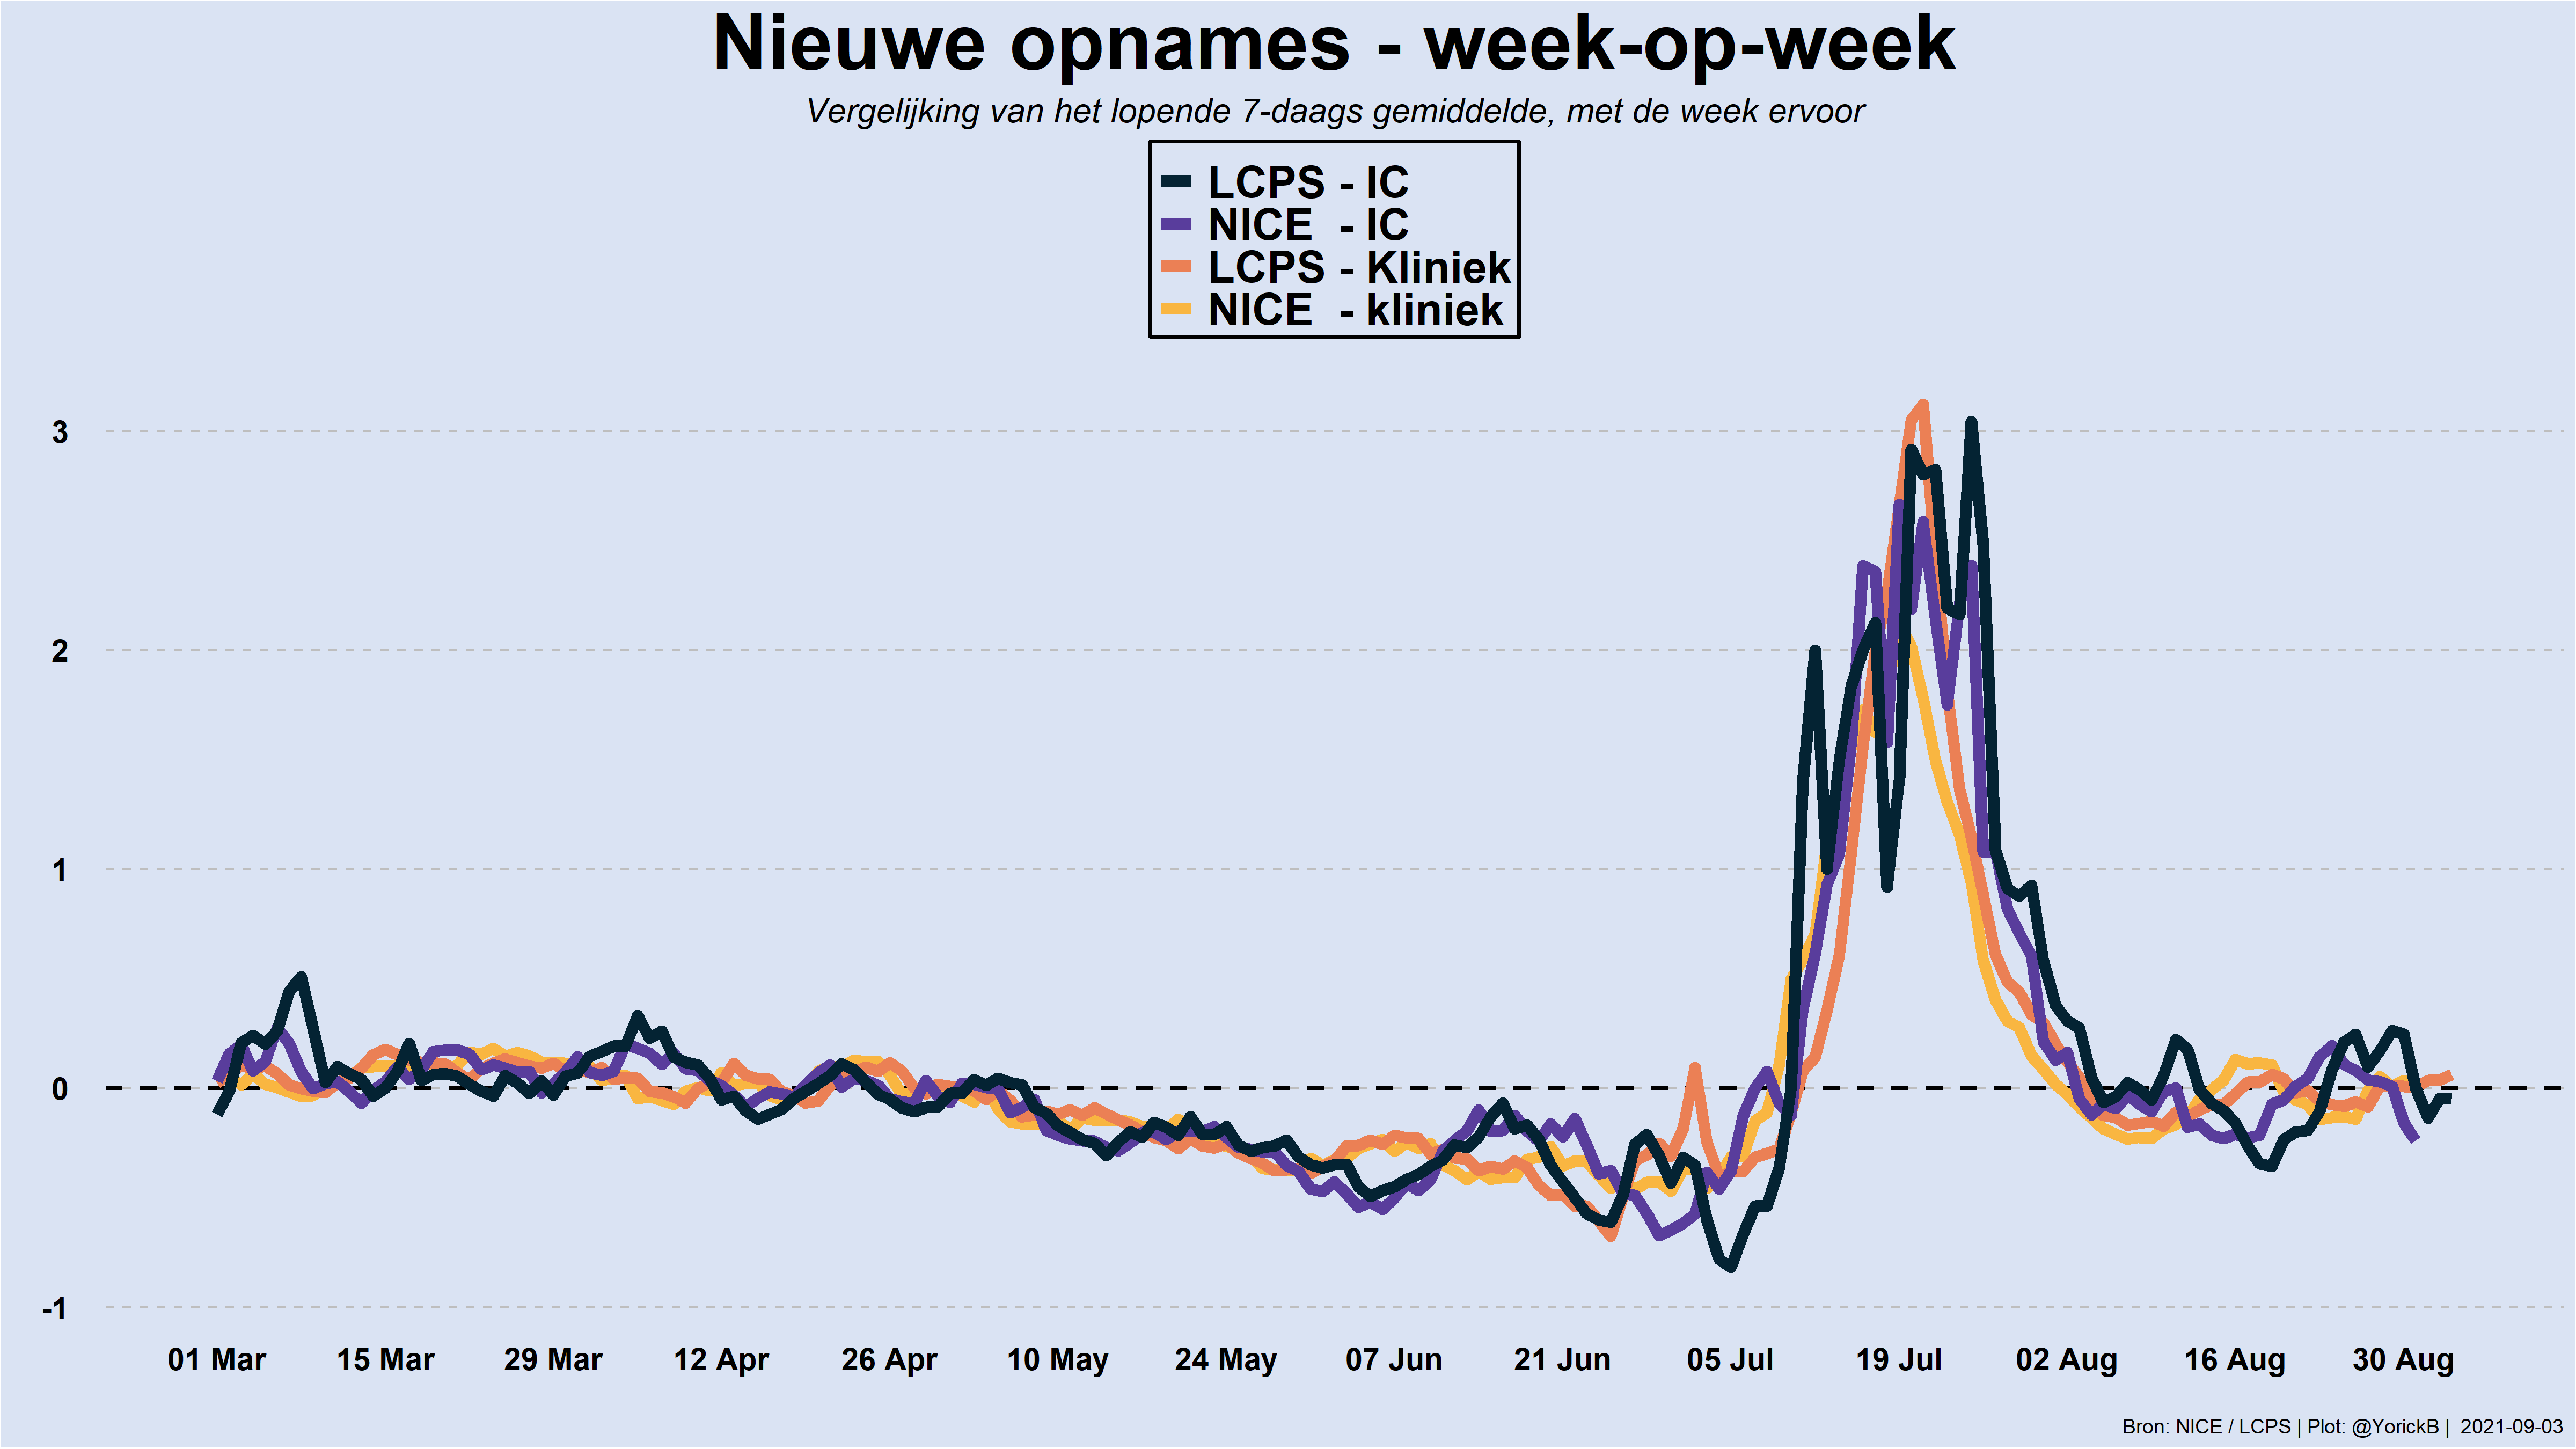 Nieuwe opnames - week-op-week
Vergelijking van het lopende 7-daags gemiddelde, met de week ervoor
LCPS - IC
NICE - IC
LCPS - Kliniek
NICE - kliniek
3
2
1
0
-1
01 Mar 15 Mar 29 Mar 12 Apr 26 Apr 10 May 24 May 07 Jun 21 Jun 05 Jul 19 Jul 02 Aug 16 Aug 30 Aug
Bron: NICE / LCPS | Plot: @YorickB | 2021-09-03